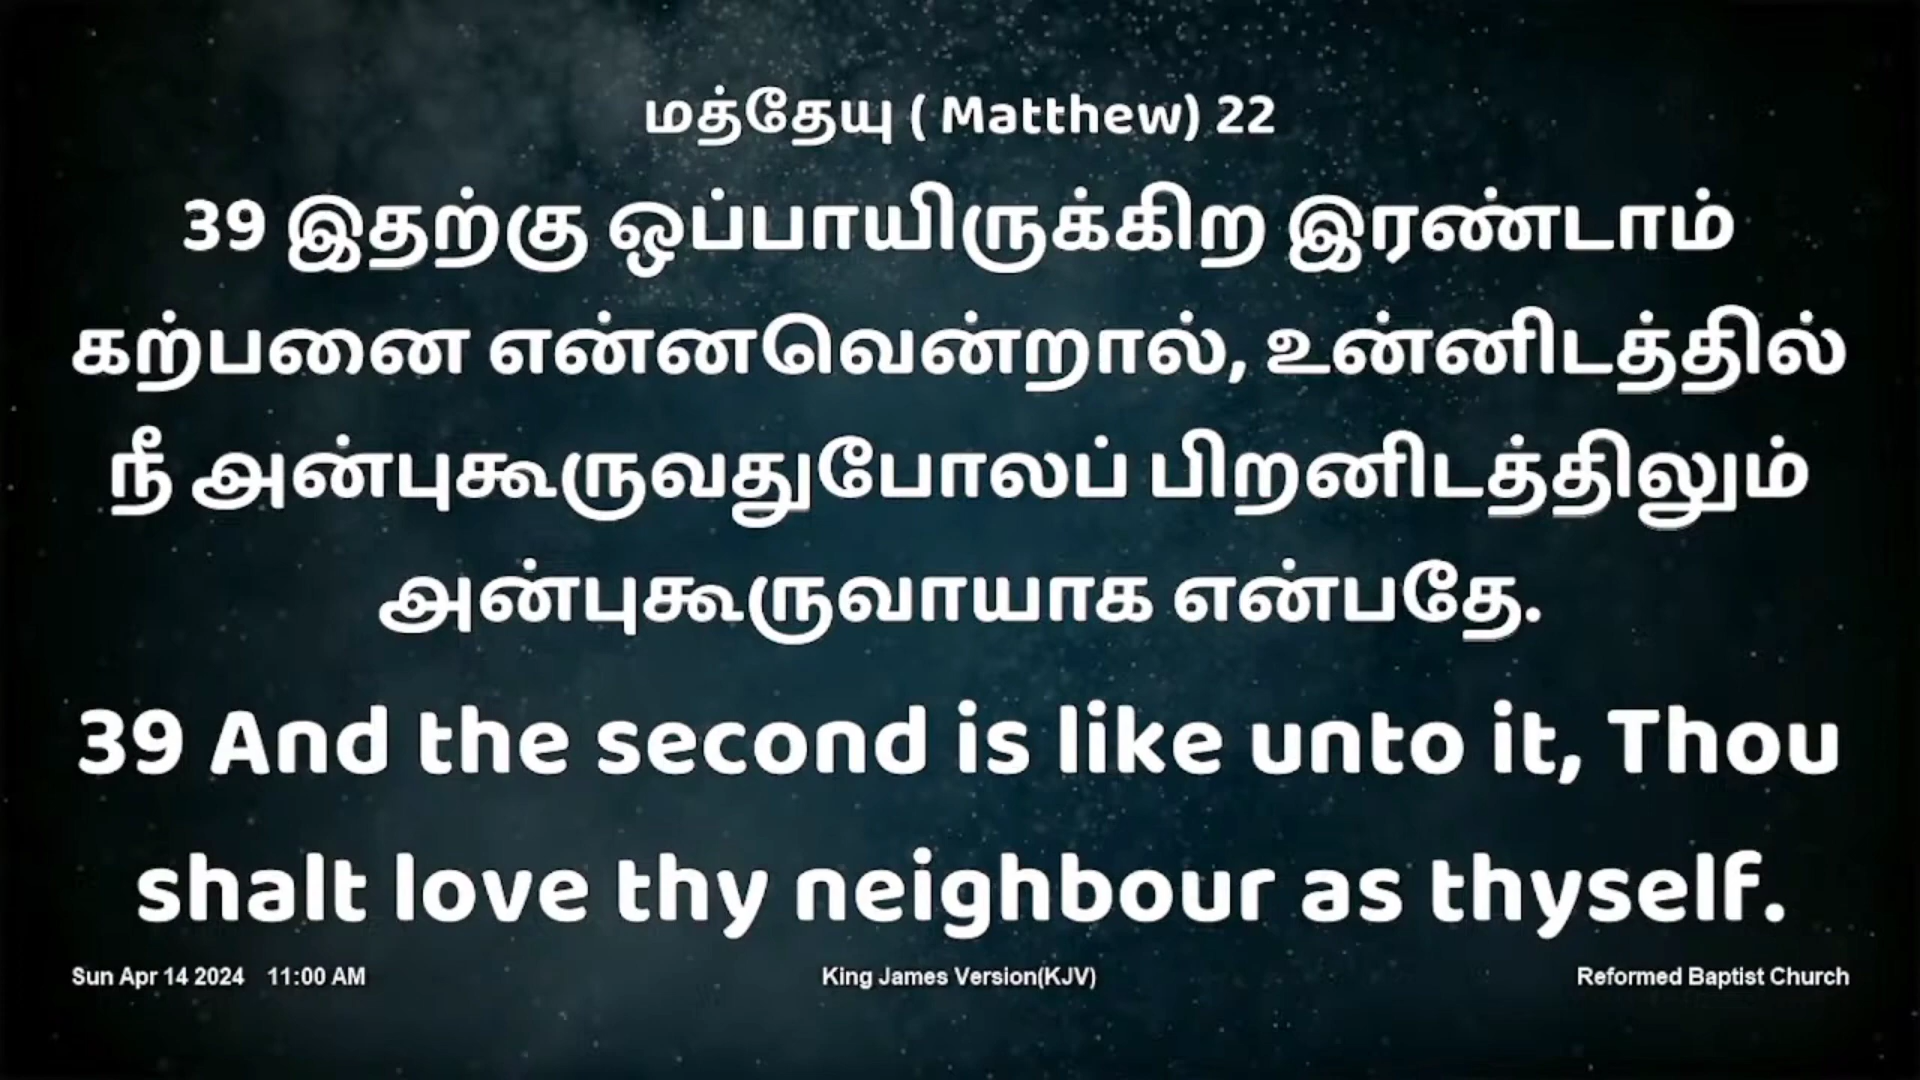 மத்தேயு ( Matthew) 22
39 இதற்கு ஒப்பாயிருக்கிற இரண்டாம்
கற்பனை என்னவென்றால், உன்னிடத்தில்
நீ அன்புகூருவதுபோலப் பிறனிடத்திலும்
அன்புகூருவாயாக என்பதே.
39 And the second is like unto it, Thou
shalt love thy neighbour as thyself.
Sun Apr 14 2024 11:00 AM King James Version(KJV) Reformed Baptist Church